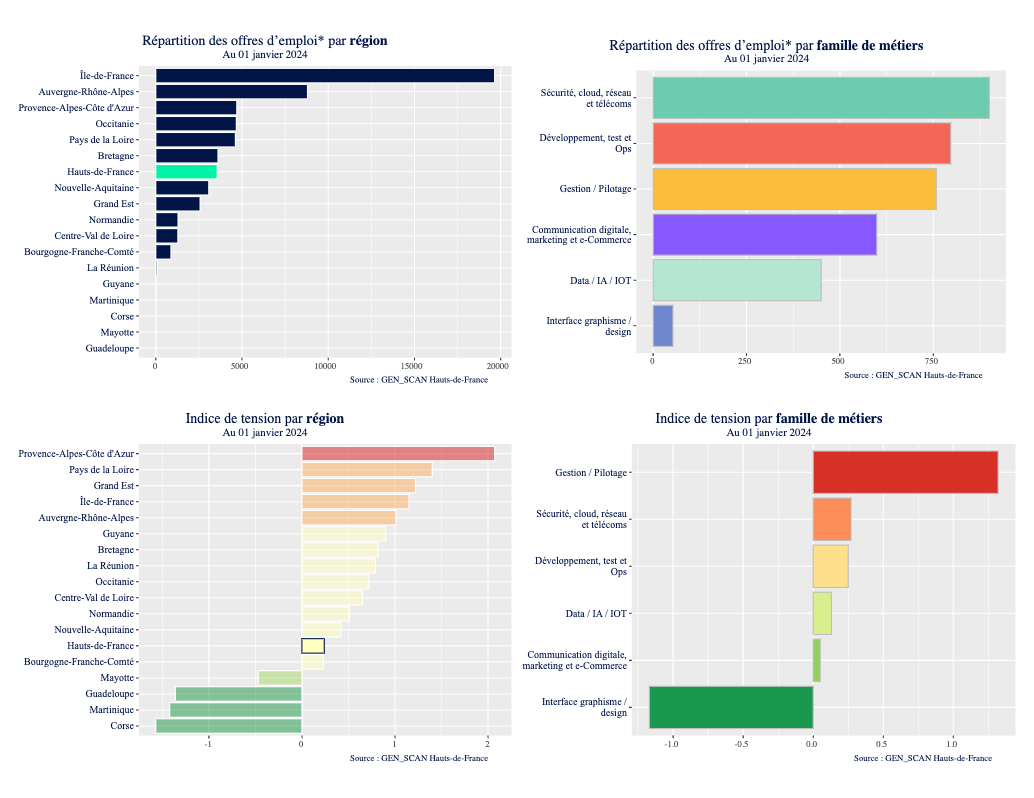 Répartition des offres d’emploi* par région
Au 01 janvier 2024
Île-de-France
Auvergne-Rhône-Alpes
Provence-Alpes-Côte d'Azur
Occitanie
Pays de la Loire
Bretagne
Hauts-de-France
Nouvelle-Aquitaine
Grand Est
Normandie
Centre-Val de Loire
Bourgogne-Franche-Comté
La Réunion
Guyane
Martinique
Corse
Mayotte
Guadeloupe
0 5000 10000 15000 20000
Source : GEN_SCAN Hauts-de-France
Répartition des offres d’emploi* par famille de métiers
Au 01 janvier 2024
Sécurité, cloud, réseau
et télécoms
Développement, test et
Ops
Gestion / Pilotage
Communication digitale,
marketing et e-Commerce
Data / IA / IOT
Interface graphisme /
design
0 250 500 750
Source : GEN_SCAN Hauts-de-France
Indice de tension par région
Au 01 janvier 2024
Provence-Alpes-Côte d'Azur
Pays de la Loire
Grand Est
Île-de-France
Auvergne-Rhône-Alpes
Guyane
Bretagne
La Réunion
Occitanie
Centre-Val de Loire
Normandie
Nouvelle-Aquitaine
Hauts-de-France
Bourgogne-Franche-Comté
Mayotte
Guadeloupe
Martinique
Corse
-1 0 1 2
Source : GEN_SCAN Hauts-de-France
Indice de tension par famille de métiers
Au 01 janvier 2024
Gestion / Pilotage
Sécurité, cloud, réseau
et télécoms
Développement, test et
Ops
Data / IA / IOT
Communication digitale,
marketing et e-Commerce
Interface graphisme /
design
-1.0 -0.5 0.0 0.5 1.0
Source : GEN_SCAN Hauts-de-France